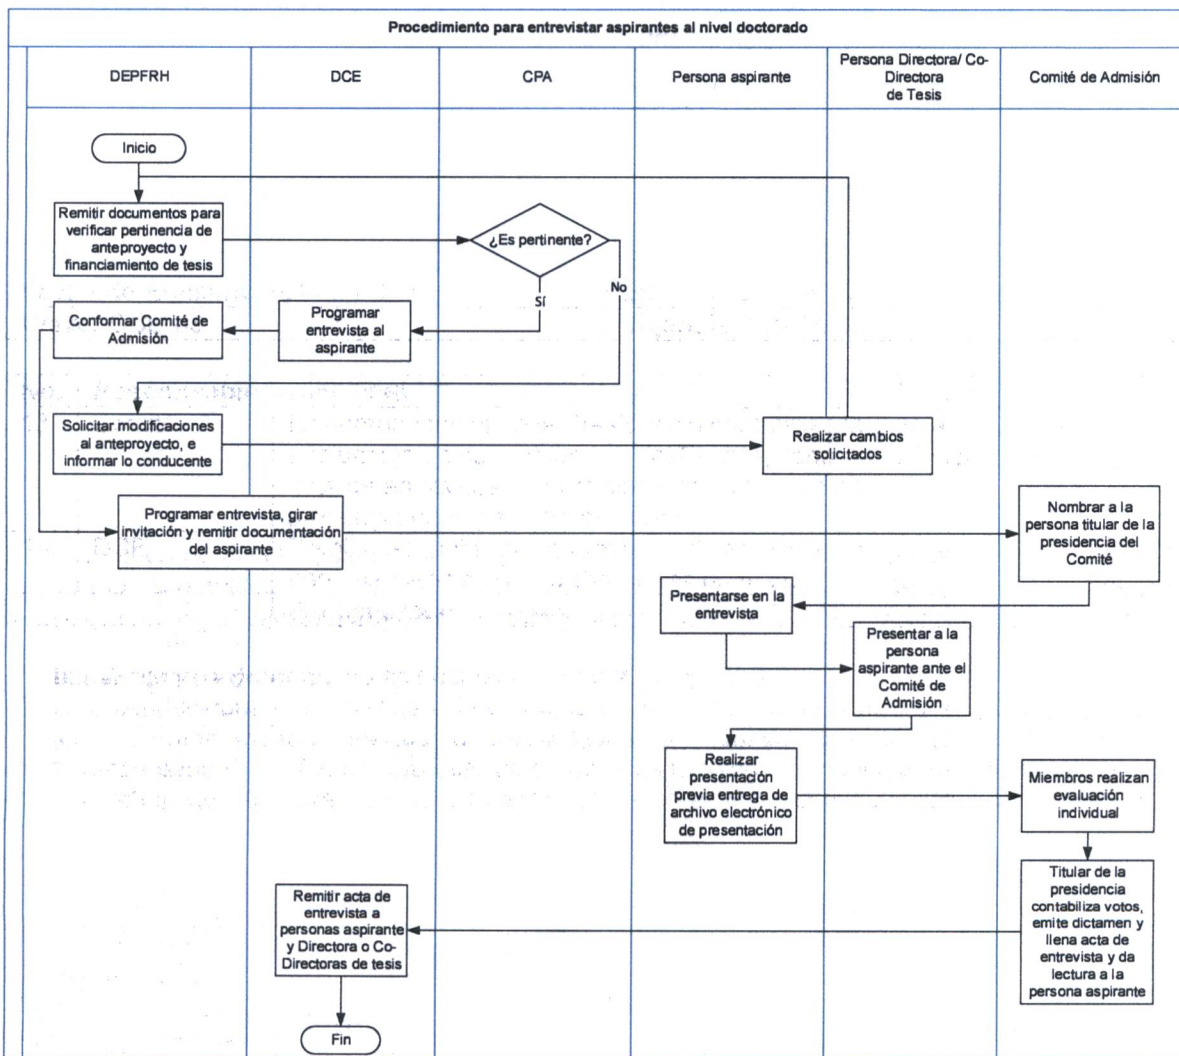 Procedimiento para entrevistar aspirantes al nivel doctorado
DEPFRH
DCE
CPA
Persona aspirante
Persona Directora/ Co-
Directora
de Tesis
Comité de Admisión
Inicio
Remitir documentos para
verificar pertinencia de
anteproyecto y
financiamiento de tesis
¿Es pertinente?
No
Sí
Programar
entrevista al
aspirante
Conformar Comité de
Admisión
Solicitar modificaciones
al anteproyecto, e
informar lo conducente
Realizar cambios
solicitados
Programar entrevista, girar
invitación y remitir documentación
del aspirante
Nombrar a la
persona titular de la
presidencia del
Comité
Presentarse en la
entrevista
Presentar a la
persona
aspirante ante el
Comité de
Admisión
Realizar
presentación
previa entrega de
archivo electrónico
de presentación
Miembros realizan
evaluación
individual
Titular de la
presidencia
contabiliza votos,
emite dictamen y
llena acta de
entrevista y da
lectura a la
persona aspirante
Remitir acta de
entrevista a
personas aspirante
y Directora o Co-
Directoras de tesis
Fin